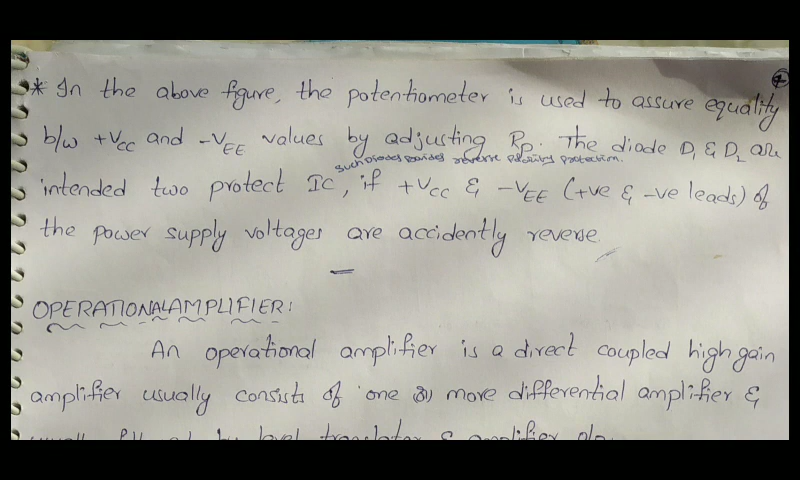 * In the above figure, the potentiometer is used to assure equality
b/w +VCC and -VEE values by adjusting RP. The diode D1 & D2 are
such diodes provides reverse polarity protection.
intended two protect IC, if +VCC & -VEE (+ve & -ve leads) of
the power supply voltages are accidently reverse.
OPERATIONAL AMPLIFIER:
An operational amplifier is a direct coupled high gain
amplifier usually consists of one (or) more differential amplifier &
level translator & amplifier